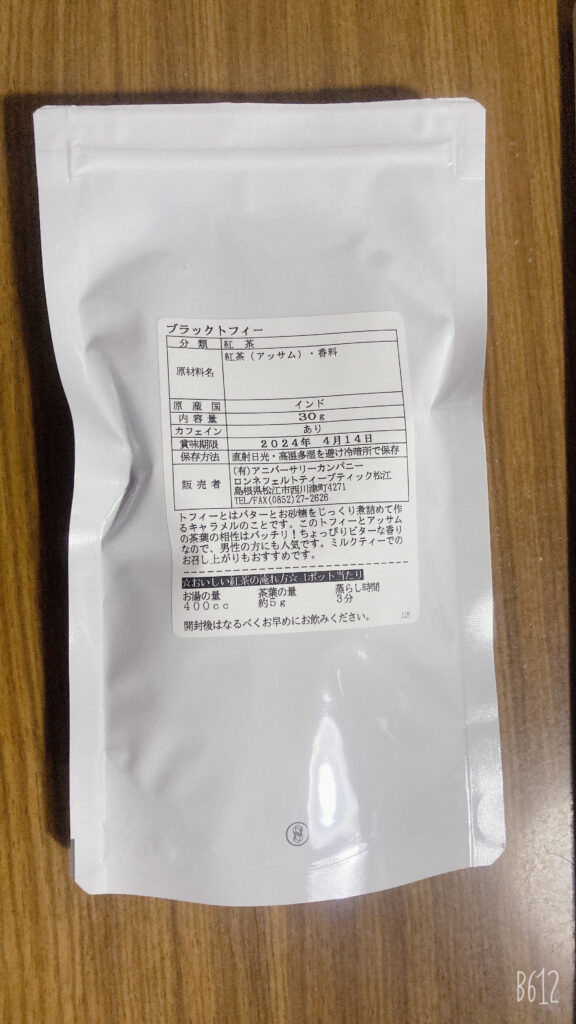 ブラックトフィー
分類 紅茶
原材料名 紅茶（アッサム）・香料
原産国 インド
内容量 30g
カフェイン あり
賞味期限 2024年 4月14日
保存方法 直射日光・高温多湿を避け冷暗所で保存
販売者 (有)アニバーサリーカンパニー
ロンネフェルトティーブティック松江
島根県松江市西川津町4271
TEL/FAX(0852)27-2626
トフィーとはバターとお砂糖をじっくり煮詰めて作
るキャラメルのことです。このトフィーとアッサム
の茶葉の相性はバッチリ!ちょっぴりビターな香り
なので、男性の方にも人気です。ミルクティーでの
お召し上がりもおすすめです。
☆おいしい紅茶の淹れ方☆ 1ポット当たり
お湯の量 茶葉の量 蒸らし時間
400cc 約5g 3分
開封後はなるべくお早めにお飲みください。
B612